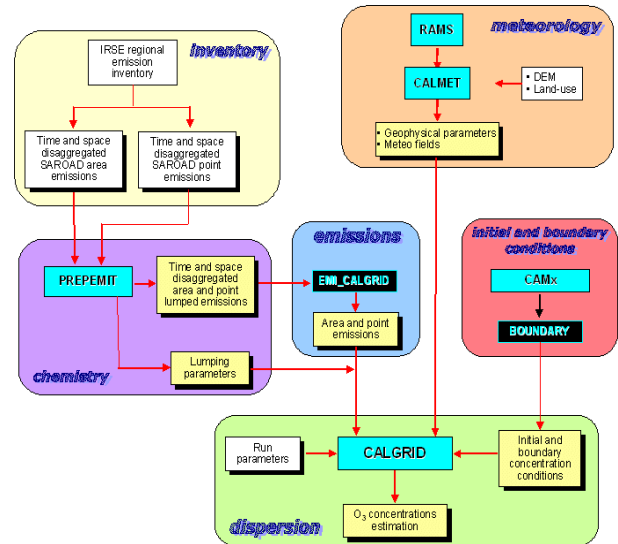 inventory
IRSE regional
emission
inventory
Time and space
disaggregated
SAROAD area
emissions
Time and space
disaggregated
SAROAD point
emissions
meteorology
RAMS
CALMET
• DEM
• Land-use
• Geophysical parameters
• Meteo fields
chemistry
PREPEMIT
Time and space
disaggregated
area and point
lumped emissions
Lumping
parameters
emissions
EMI_CALGRID
Area and point
emissions
initial and boundary
conditions
CAMx
BOUNDARY
Run
parameters
CALGRID
Initial and
boundary
concentration
conditions
O₃ concentrations
estimation
dispersion